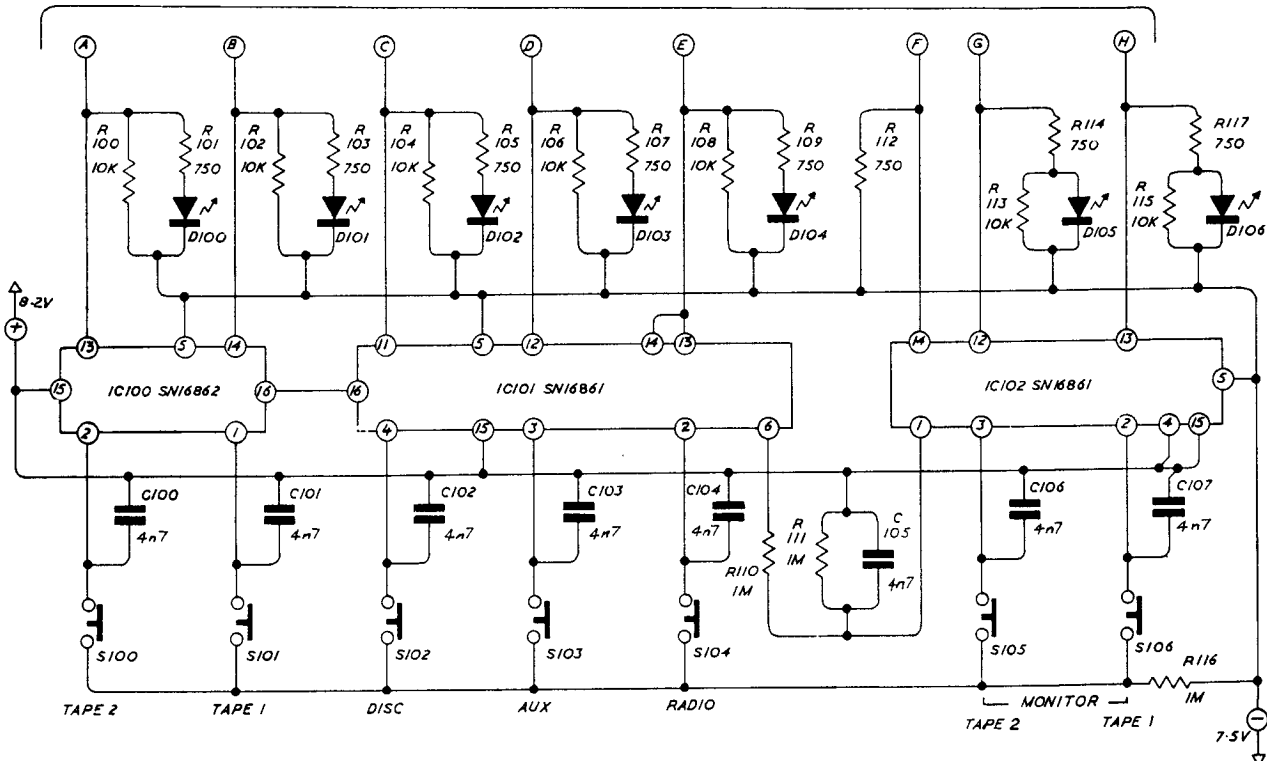 A B C D E F G H
R 100 10K
R 101 750
R 102 10K
R 103 750
R 104 10K
R 105 750
R 106 10K
R 107 750
R 108 10K
R 109 750
R 112 750
R114 750
R117 750
D100
D101
D102
D103
D104
R 113 10K
D105
R 115 10K
D106
8·2V
+
13 5 14
15 IC100 SN16862 16
2 1
11 5 12 14 13
16 IC101 SN16861
4 15 3 2 6
14 12 13
IC102 SN16861 5
1 3 2 4 15
C100 4n7
C101 4n7
C102 4n7
C103 4n7
C104 4n7
R110 1M
R 111 1M
C 105 4n7
C106 4n7
C107 4n7
S100
S101
S102
S103
S104
S105
S106
R116 1M
TAPE 2
TAPE 1
DISC
AUX
RADIO
MONITOR
TAPE 2
TAPE 1
7·5V
−